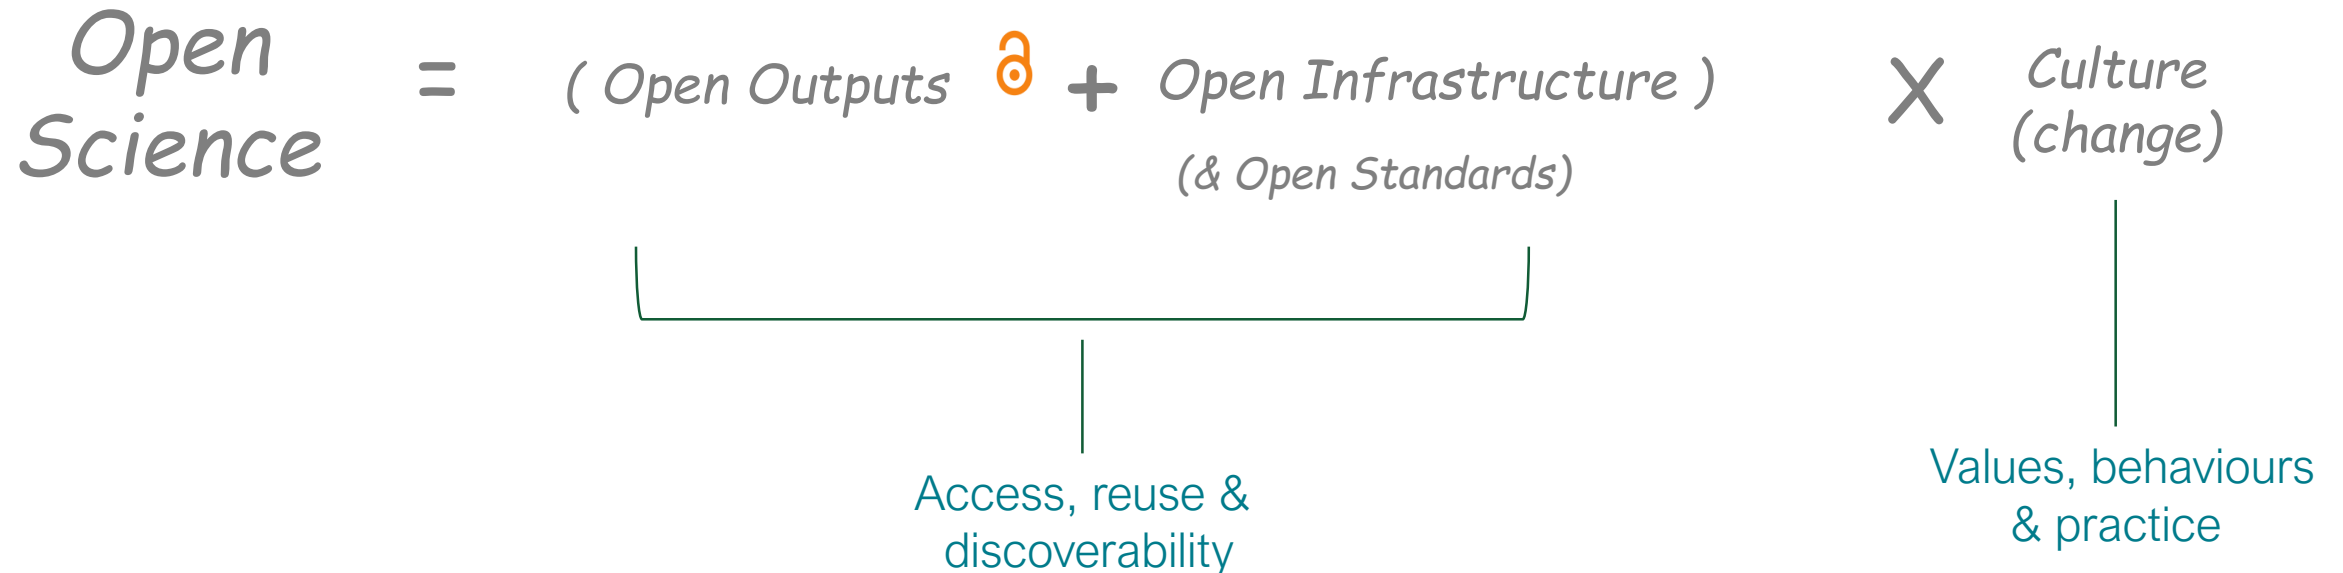 Open
Science
= ( Open Outputs + Open Infrastructure ) X Culture
(change)
(& Open Standards)
Access, reuse &
discoverability
Values, behaviours
& practice